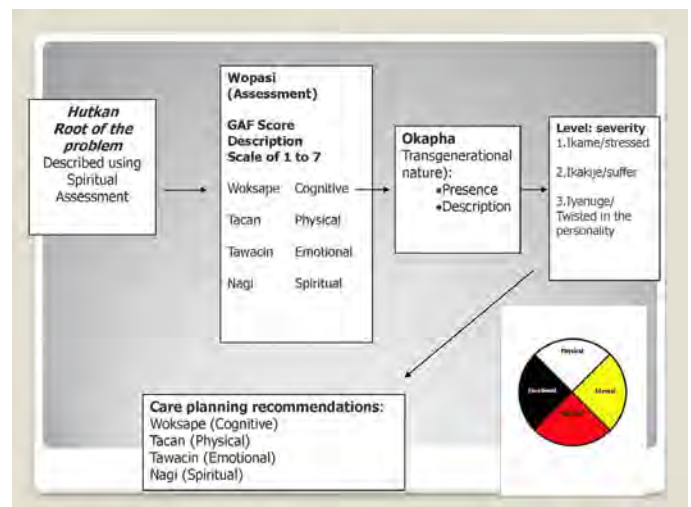 Hutkan
Root of the
problem
Described using
Spiritual
Assessment
Wopasi
(Assessment)
GAF Score
Description
Scale of 1 to 7
Woksape Cognitive
Tacan Physical
Tawacin Emotional
Nagi Spiritual
Okapha
Transgenerational
nature):
•Presence
•Description
Level: severity
1.Ikame/stressed
2.Ikakije/suffer
3.Iyanuge/
Twisted in the
personality
Care planning recommendations:
Woksape (Cognitive)
Tacan (Physical)
Tawacin (Emotional)
Nagi (Spiritual)
Physical